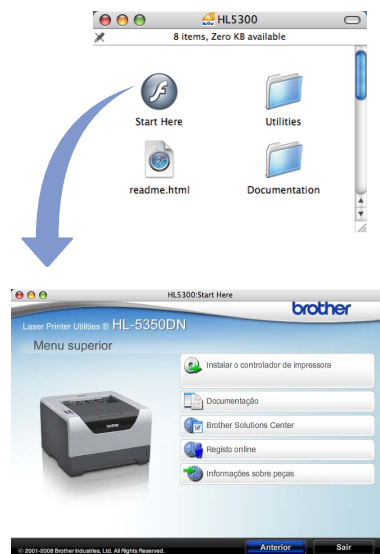 HL5300
8 items, Zero KB available
Start Here
Utilities
readme.html
Documentation
HL5300:Start Here
brother
Laser Printer Utilities ® HL-5350DN
Menu superior
Instalar o controlador de impressora
Documentação
Brother Solutions Center
Registo online
Informações sobre peças
brother
© 2001-2008 Brother Industries, Ltd. All Rights Reserved.
Anterior
Sair